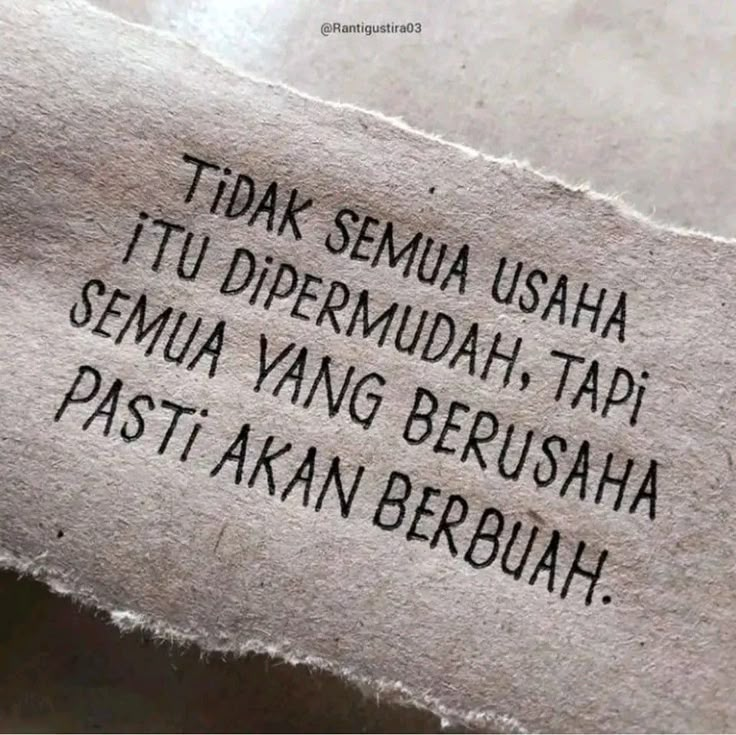 @Rantigustira03
TiDAK SEMUA USAHA
iTU DiPERMUDAH, TAPi
SEMUA YANG BERUSAHA
PASTi AKAN BERBUAH.